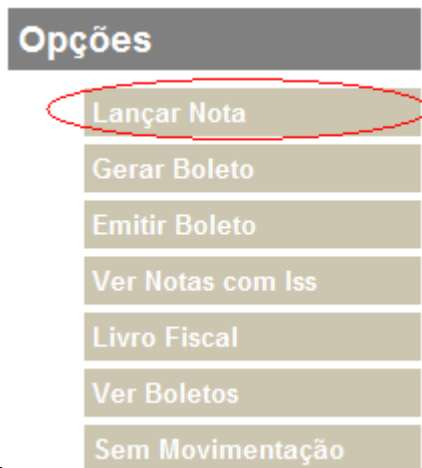 Opções
Lançar Nota
Gerar Boleto
Emitir Boleto
Ver Notas com Iss
Livro Fiscal
Ver Boletos
Sem Movimentação